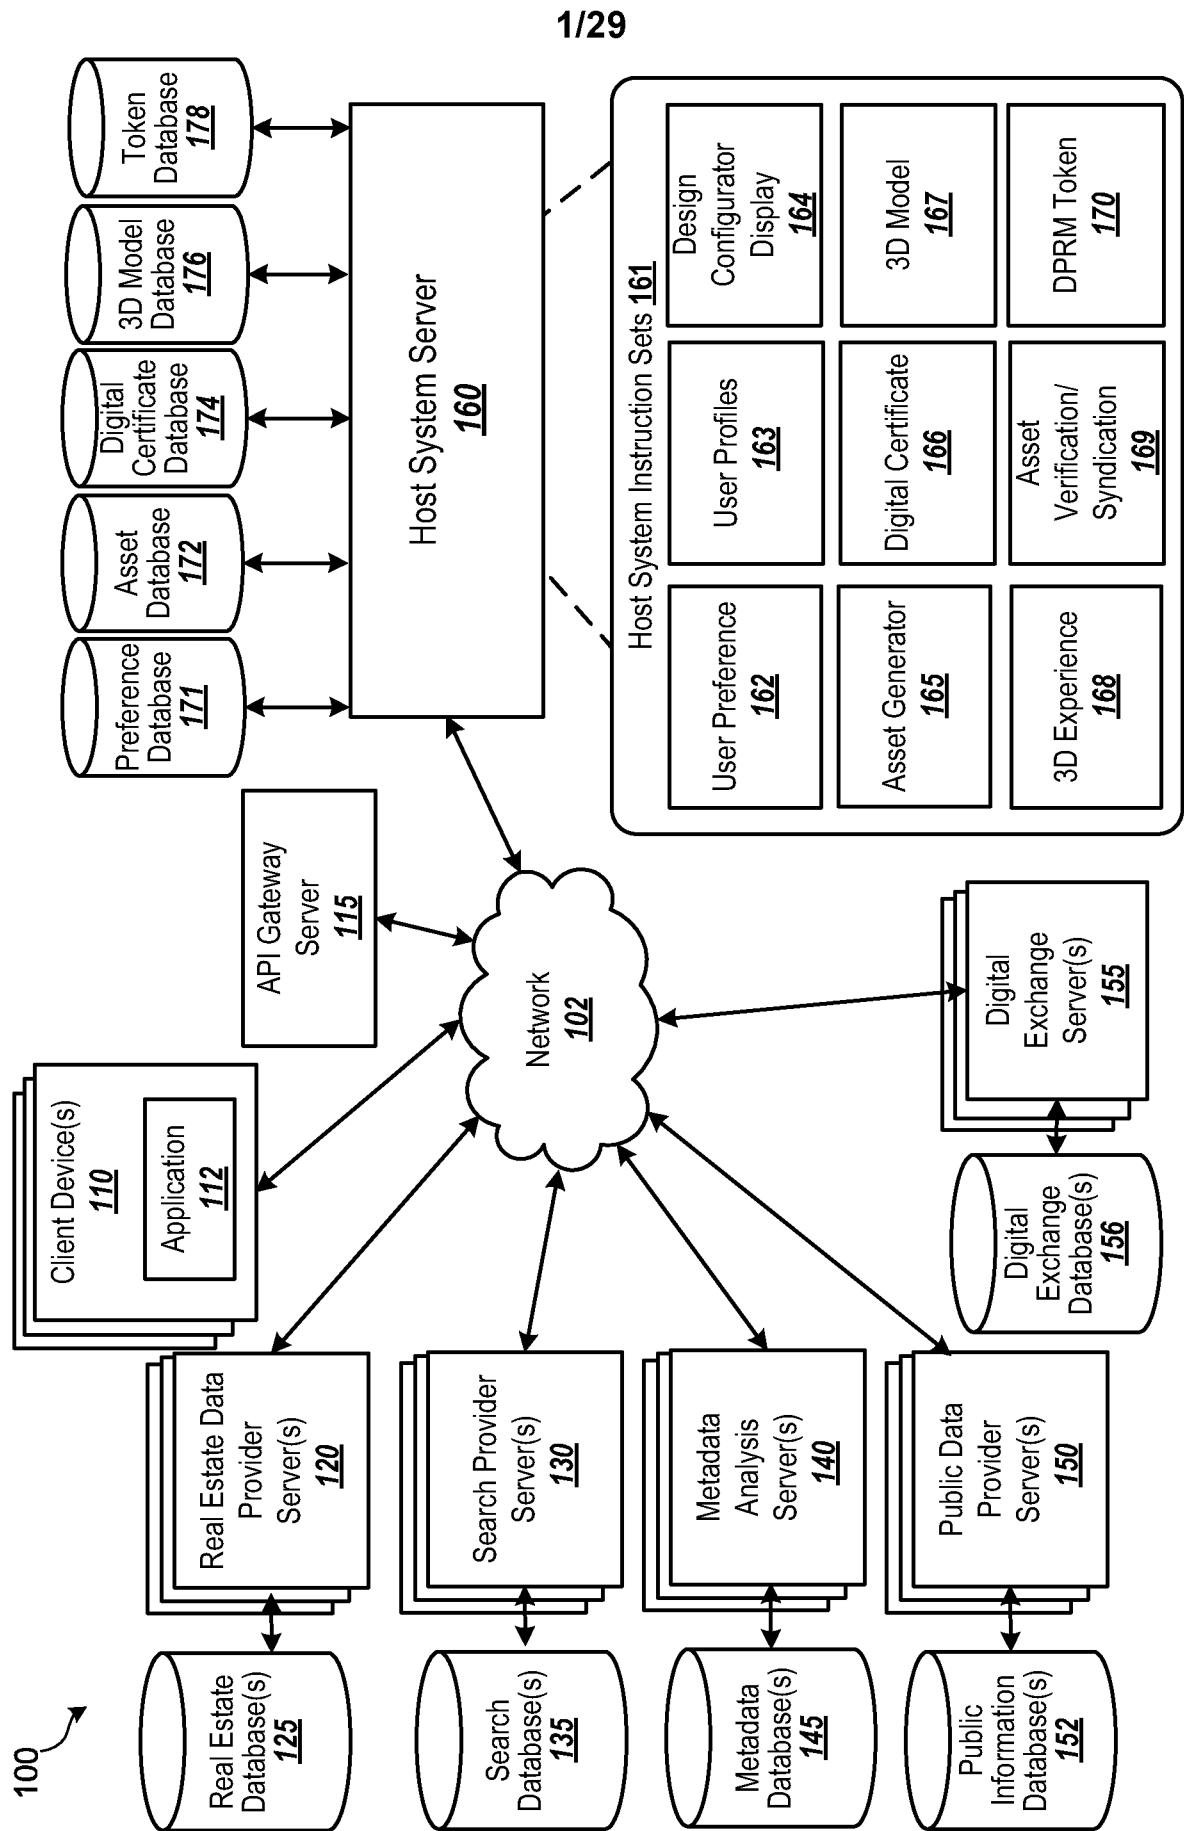 1/29
100
Real Estate
Database(s)
125
Real Estate Data
Provider
Server(s)
120
Search
Database(s)
135
Search Provider
Server(s)
130
Metadata
Database(s)
145
Metadata
Analysis
Server(s)
140
Public
Information
Database(s)
152
Public Data
Provider
Server(s)
150
Digital
Exchange
Database(s)
156
Digital
Exchange
Server(s)
155
Client Device(s)
110
Application
112
API Gateway
Server
115
Network
102
Preference
Database
171
Asset
Database
172
Digital
Certificate
Database
174
3D Model
Database
176
Token
Database
178
Host System Server
160
Host System Instruction Sets 161
User Preference
162
User Profiles
163
Design
Configurator
Display
164
Asset Generator
165
Digital Certificate
166
3D Model
167
3D Experience
168
Asset
Verification/
Syndication
169
DPRM Token
170